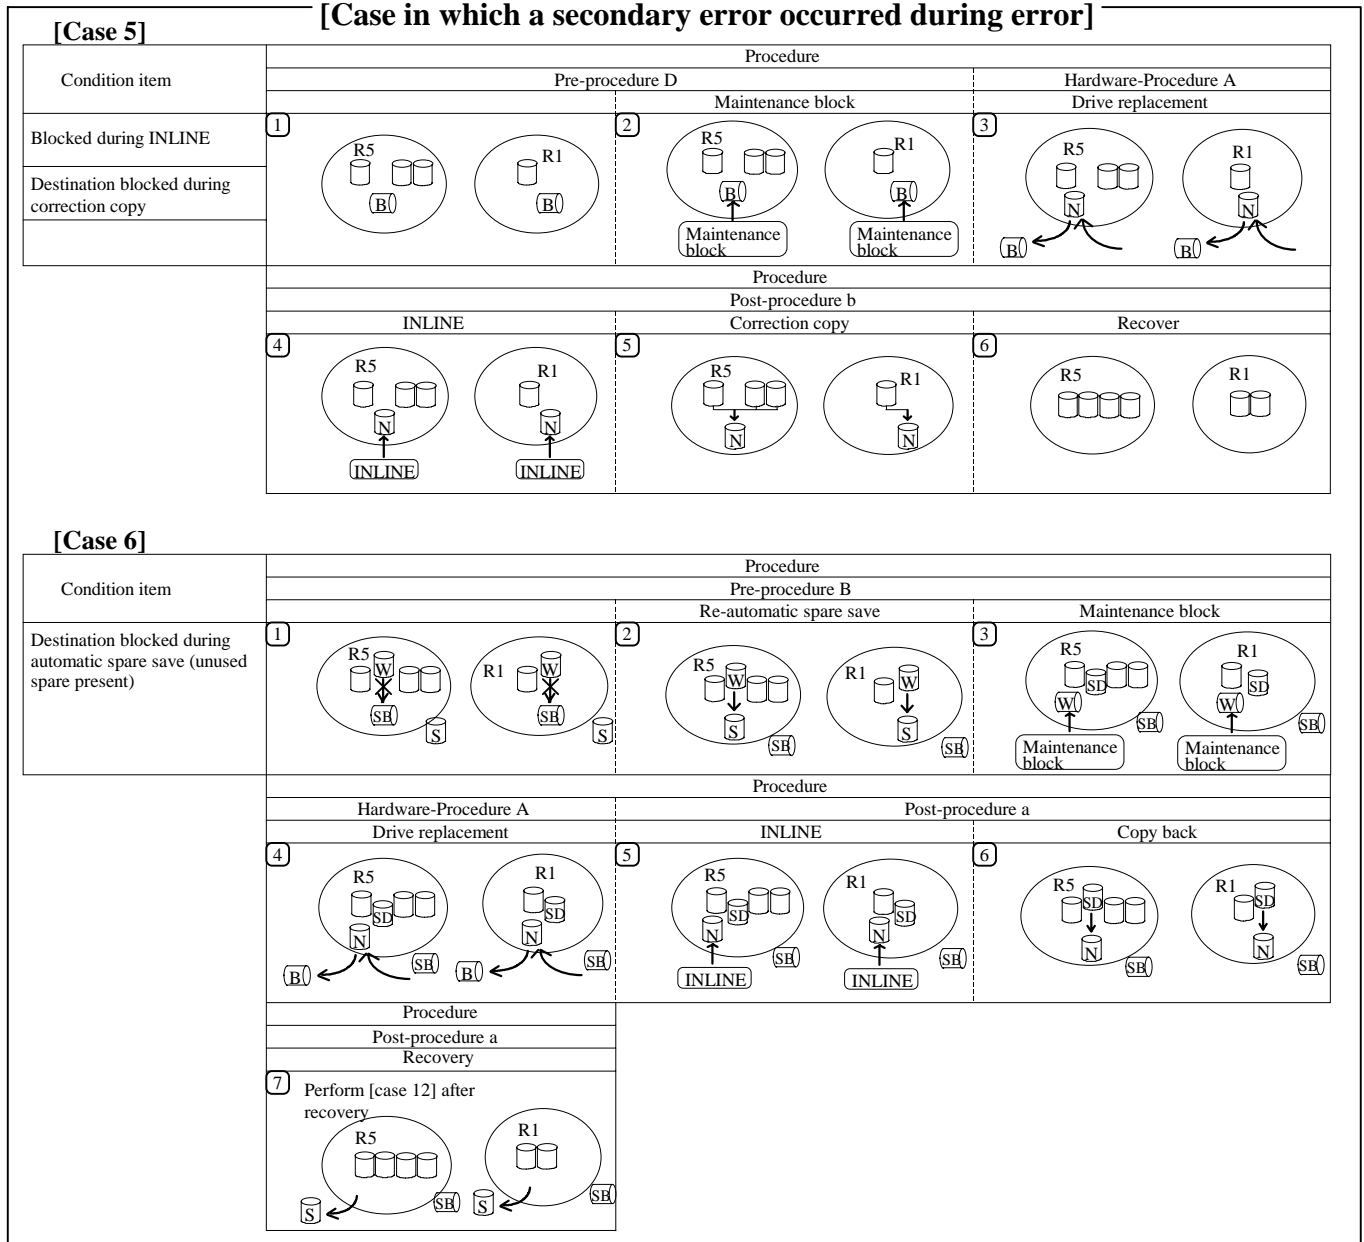 [Case in which a secondary error occurred during error]
[Case 5]
Condition item
Procedure
Pre-procedure D
Hardware-Procedure A
Maintenance block
Drive replacement
Blocked during INLINE
Destination blocked during
correction copy
1
R5
B
R1
B
2
R5
B
Maintenance
block
R1
B
Maintenance
block
3
R5
N
B
R1
N
B
Procedure
Post-procedure b
INLINE
Correction copy
Recover
4
R5
N
INLINE
R1
N
INLINE
5
R5
N
R1
N
6
R5
R1
[Case 6]
Condition item
Procedure
Pre-procedure B
Re-automatic spare save
Maintenance block
Destination blocked during
automatic spare save (unused
spare present)
1
R5
W
SB
S
R1
W
SB
S
2
R5
W
S
SB
R1
W
S
SB
3
R5
SD
W
SB
Maintenance
block
R1
SD
W
SB
Maintenance
block
Procedure
Hardware-Procedure A
Post-procedure a
Drive replacement
INLINE
Copy back
4
R5
SD
N
B
SB
R1
SD
N
B
SB
5
R5
SD
N
SB
INLINE
R1
SD
N
SB
INLINE
6
R5
SD
N
SB
R1
SD
N
SB
Procedure
Post-procedure a
Recovery
7
Perform [case 12] after
recovery
R5
S
SB
R1
S
SB